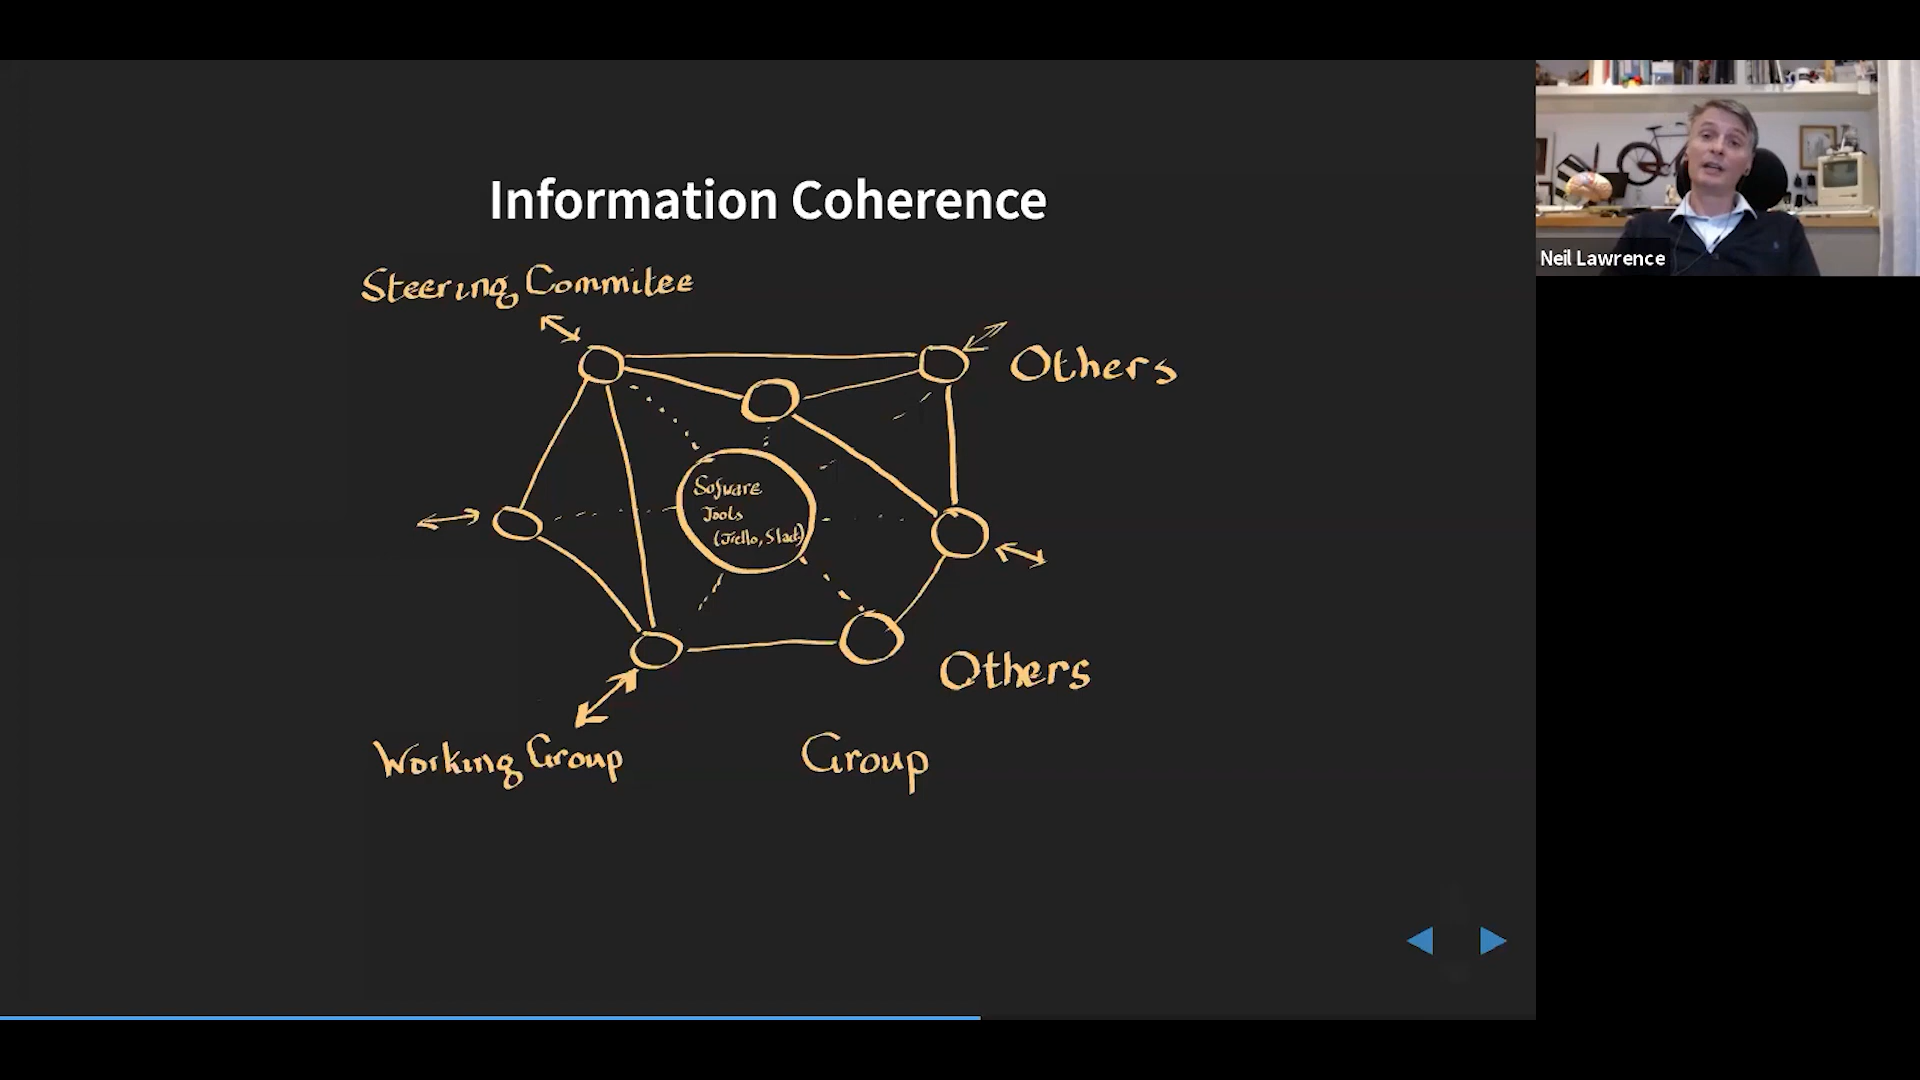 Information Coherence
Neil Lawrence
Steering Commitee
Others
Sofware
Tools
(Trello, Slack)
Others
Working Group
Group